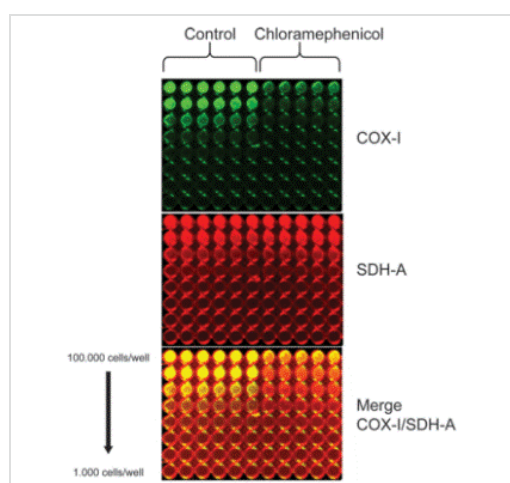 Control Chloramephenicol
COX-I
SDH-A
100.000 cells/well
Merge
COX-I/SDH-A
1.000 cells/well